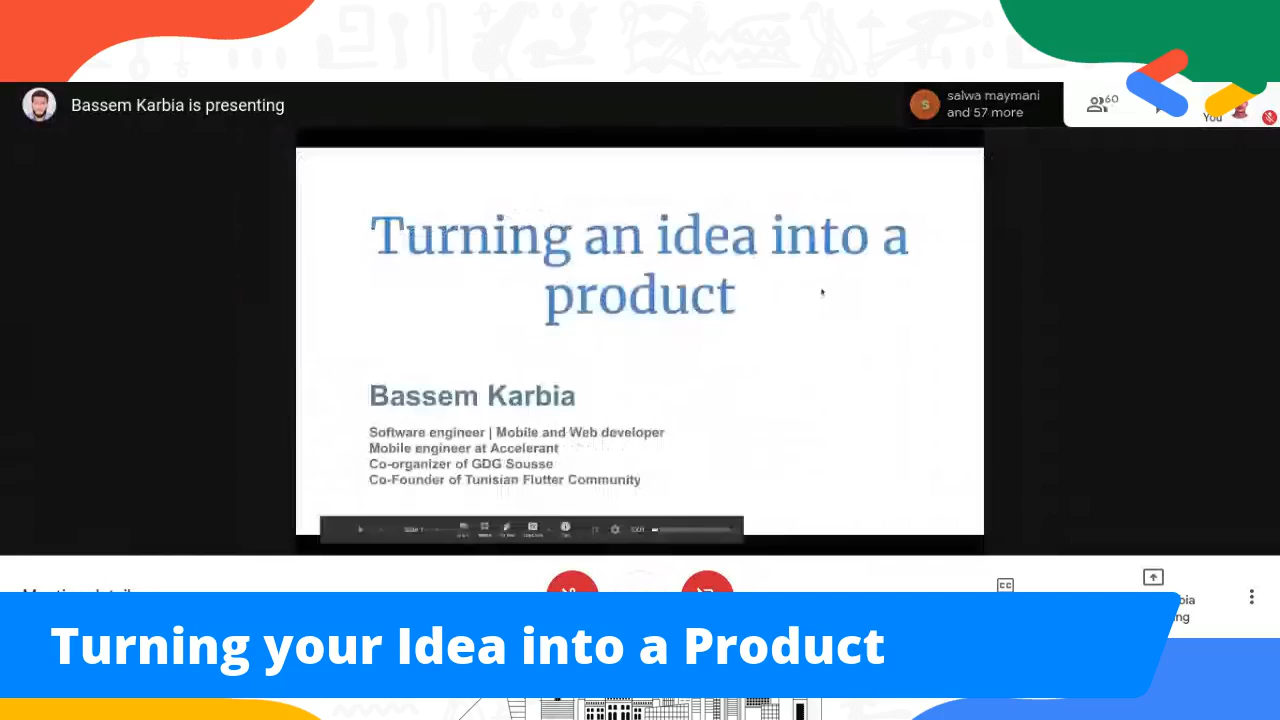 Bassem Karbia is presenting
S
salwa maymani
and 57 more
60
You
Turning an idea into a
product
Bassem Karbia
Software engineer | Mobile and Web developer
Mobile engineer at Accelerant
Co-organizer of GDG Sousse
Co-Founder of Tunisian Flutter Community
CC
Turning your Idea into a Product